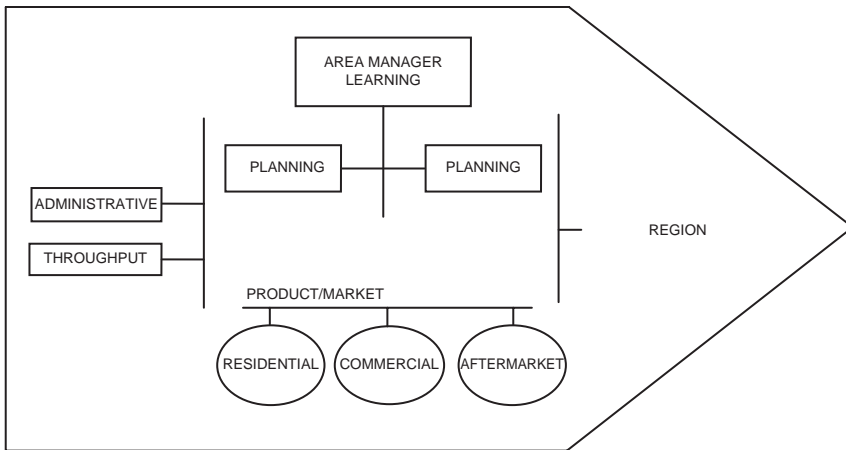 AREA MANAGER
LEARNING
PLANNING
PLANNING
ADMINISTRATIVE
THROUGHPUT
REGION
PRODUCT/MARKET
RESIDENTIAL
COMMERCIAL
AFTERMARKET